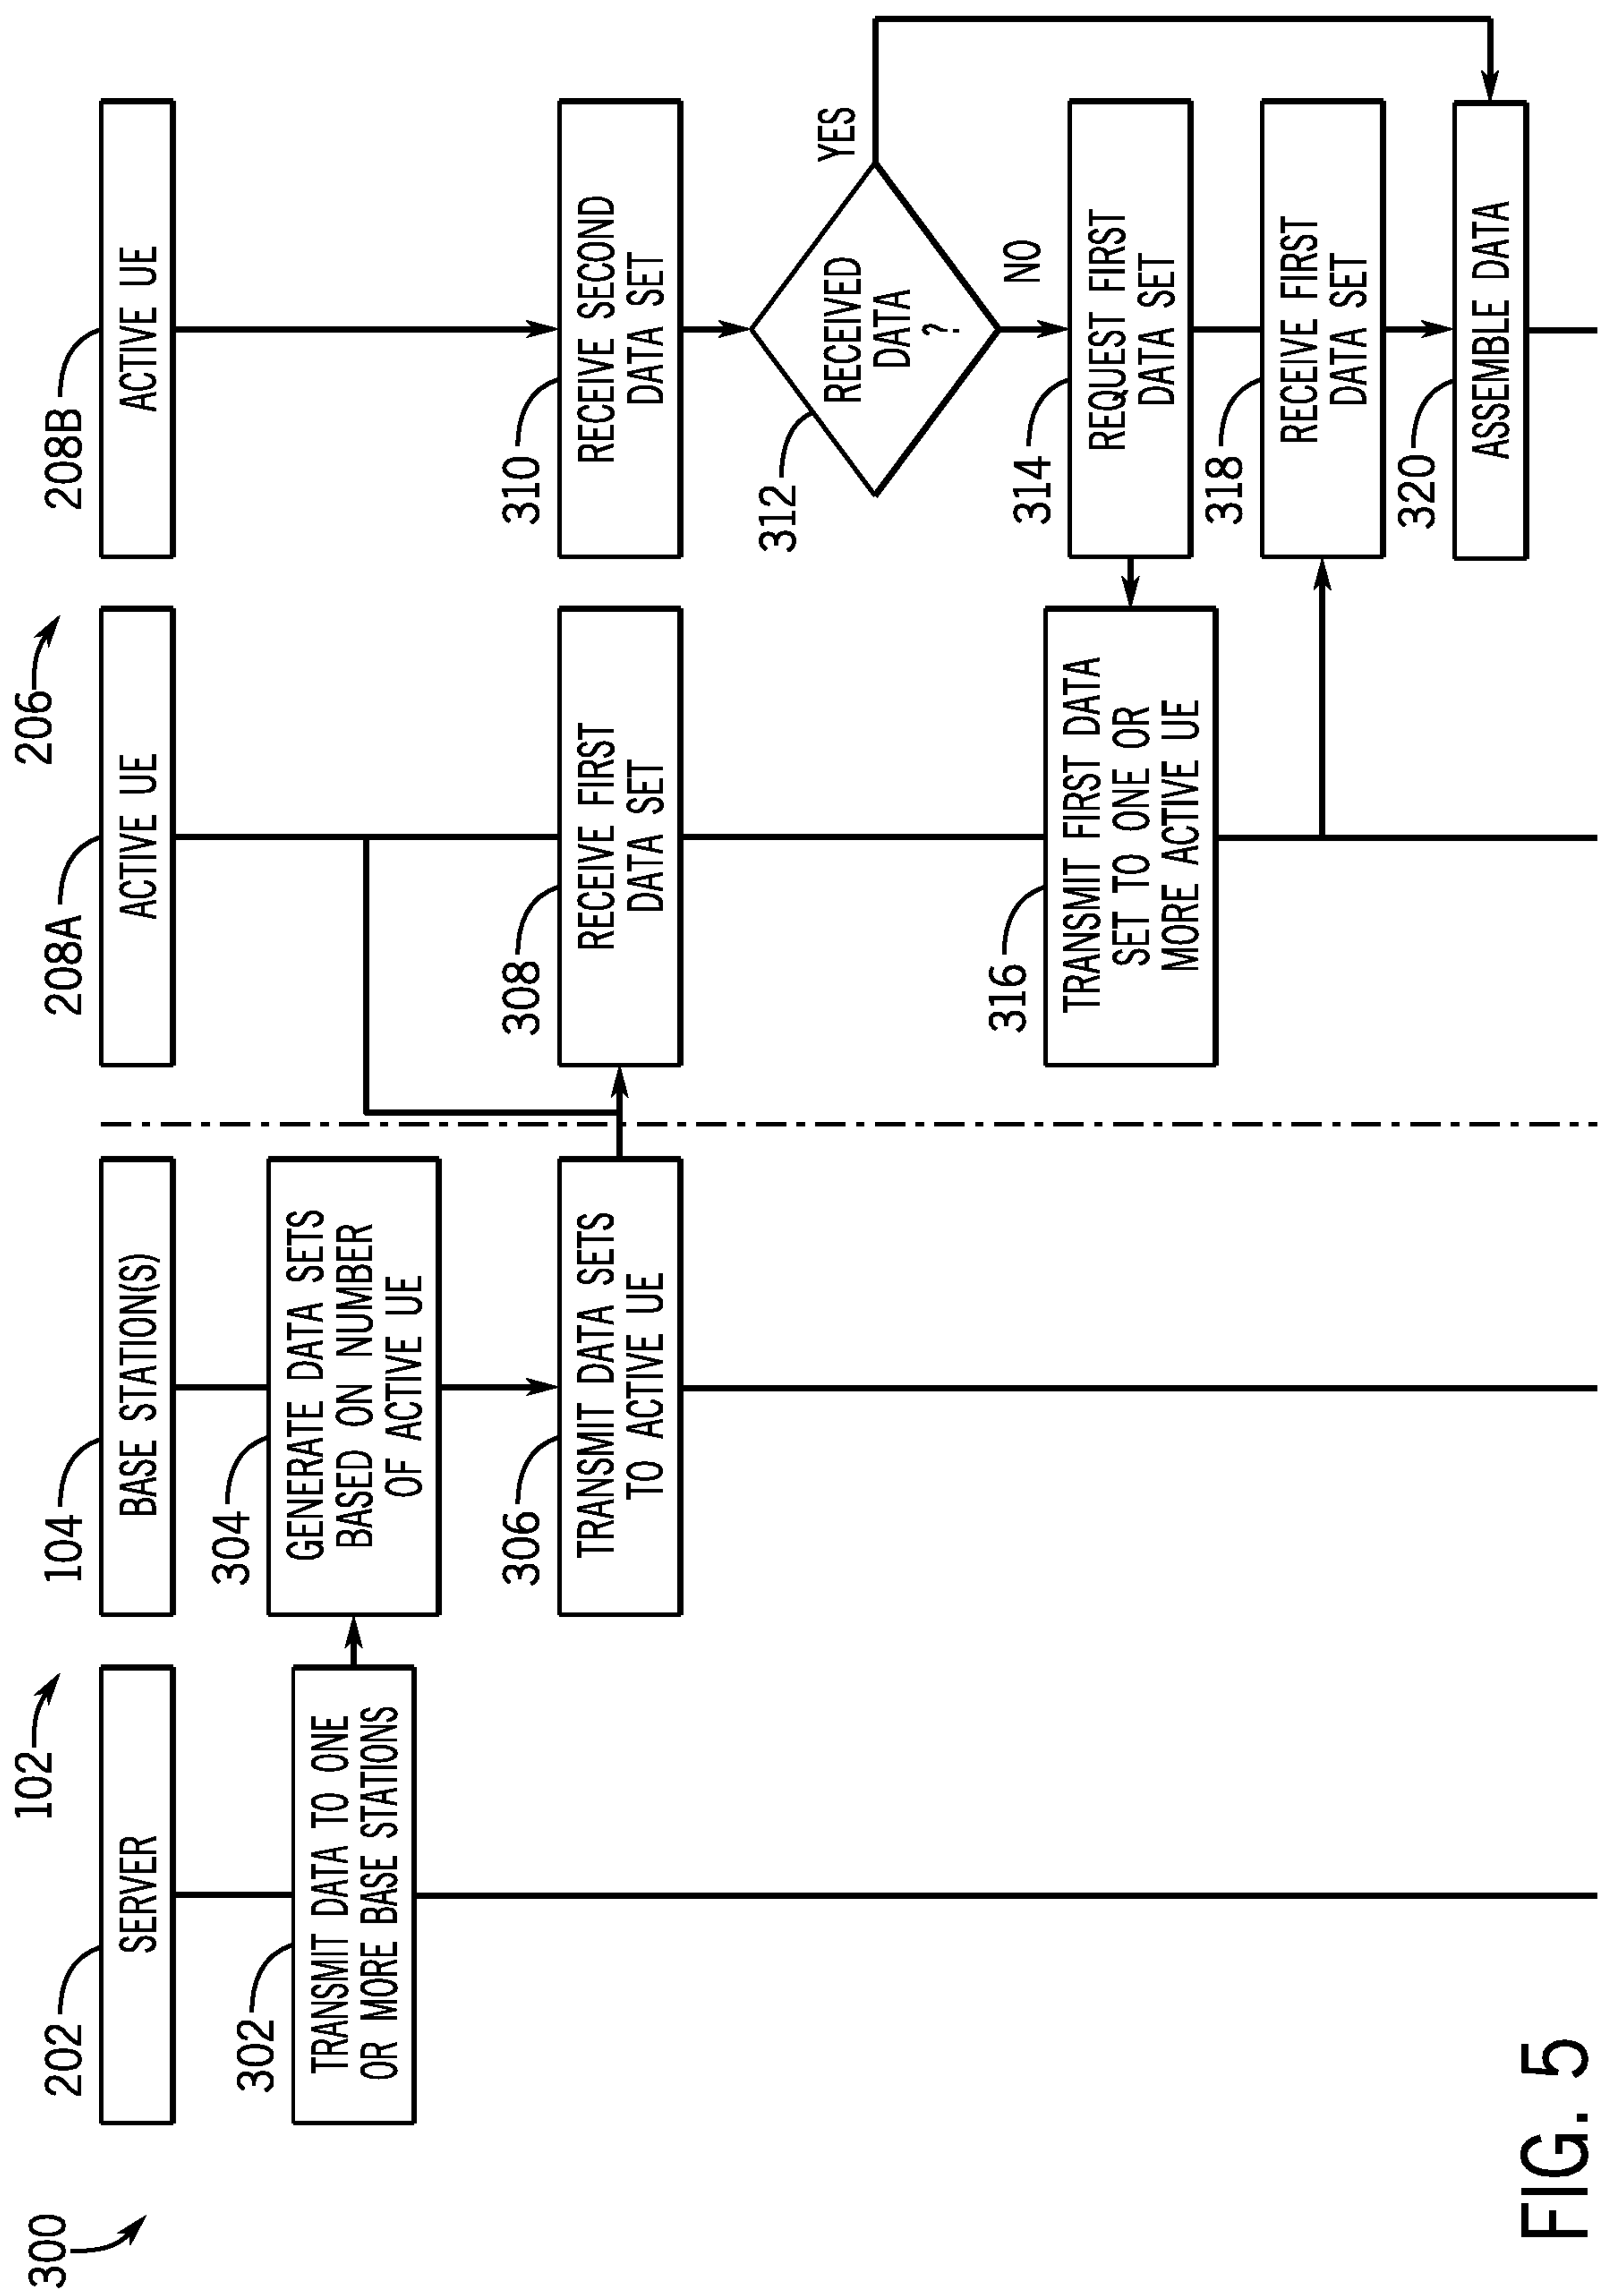 300
102
206
202
SERVER
104
BASE STATION(S)
208A
ACTIVE UE
208B
ACTIVE UE
302
TRANSMIT DATA TO ONE
OR MORE BASE STATIONS
304
GENERATE DATA SETS
BASED ON NUMBER
OF ACTIVE UE
306
TRANSMIT DATA SETS
TO ACTIVE UE
308
RECEIVE FIRST
DATA SET
310
RECEIVE SECOND
DATA SET
312
RECEIVED
DATA
?
YES
NO
314
REQUEST FIRST
DATA SET
316
TRANSMIT FIRST DATA
SET TO ONE OR
MORE ACTIVE UE
318
RECEIVE FIRST
DATA SET
320
ASSEMBLE DATA
FIG. 5